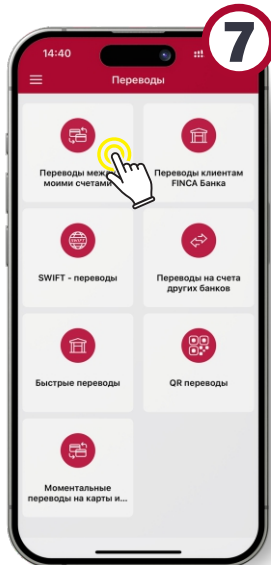 7
14:40
Переводы
Переводы между
моими счетами
Переводы клиентам
FINCA Банка
SWIFT
SWIFT - переводы
Переводы на счета
других банков
Быстрые переводы
QR переводы
Моментальные
переводы на карты и...